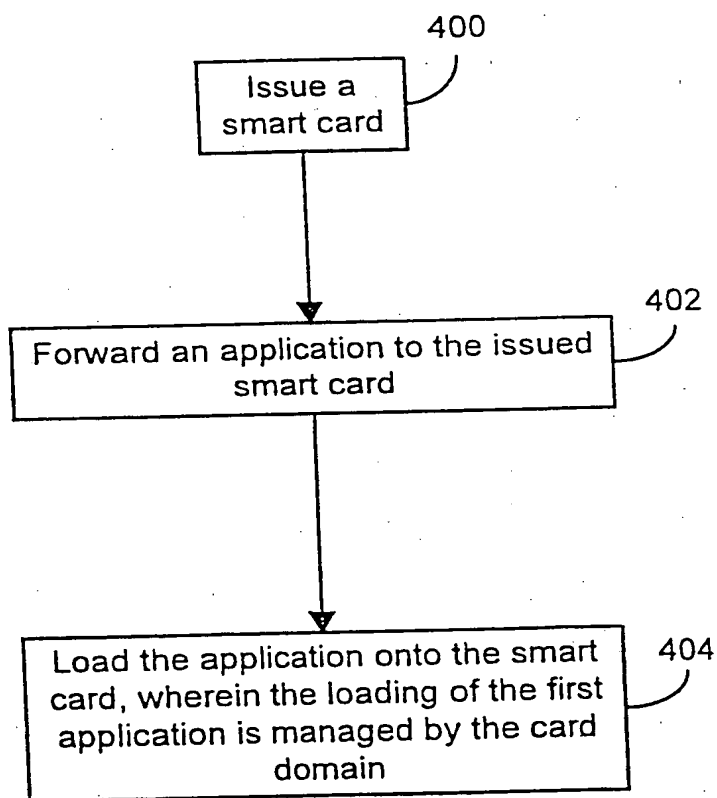 400
Issue a
smart card
402
Forward an application to the issued
smart card
404
Load the application onto the smart
card, wherein the loading of the first
application is managed by the card
domain